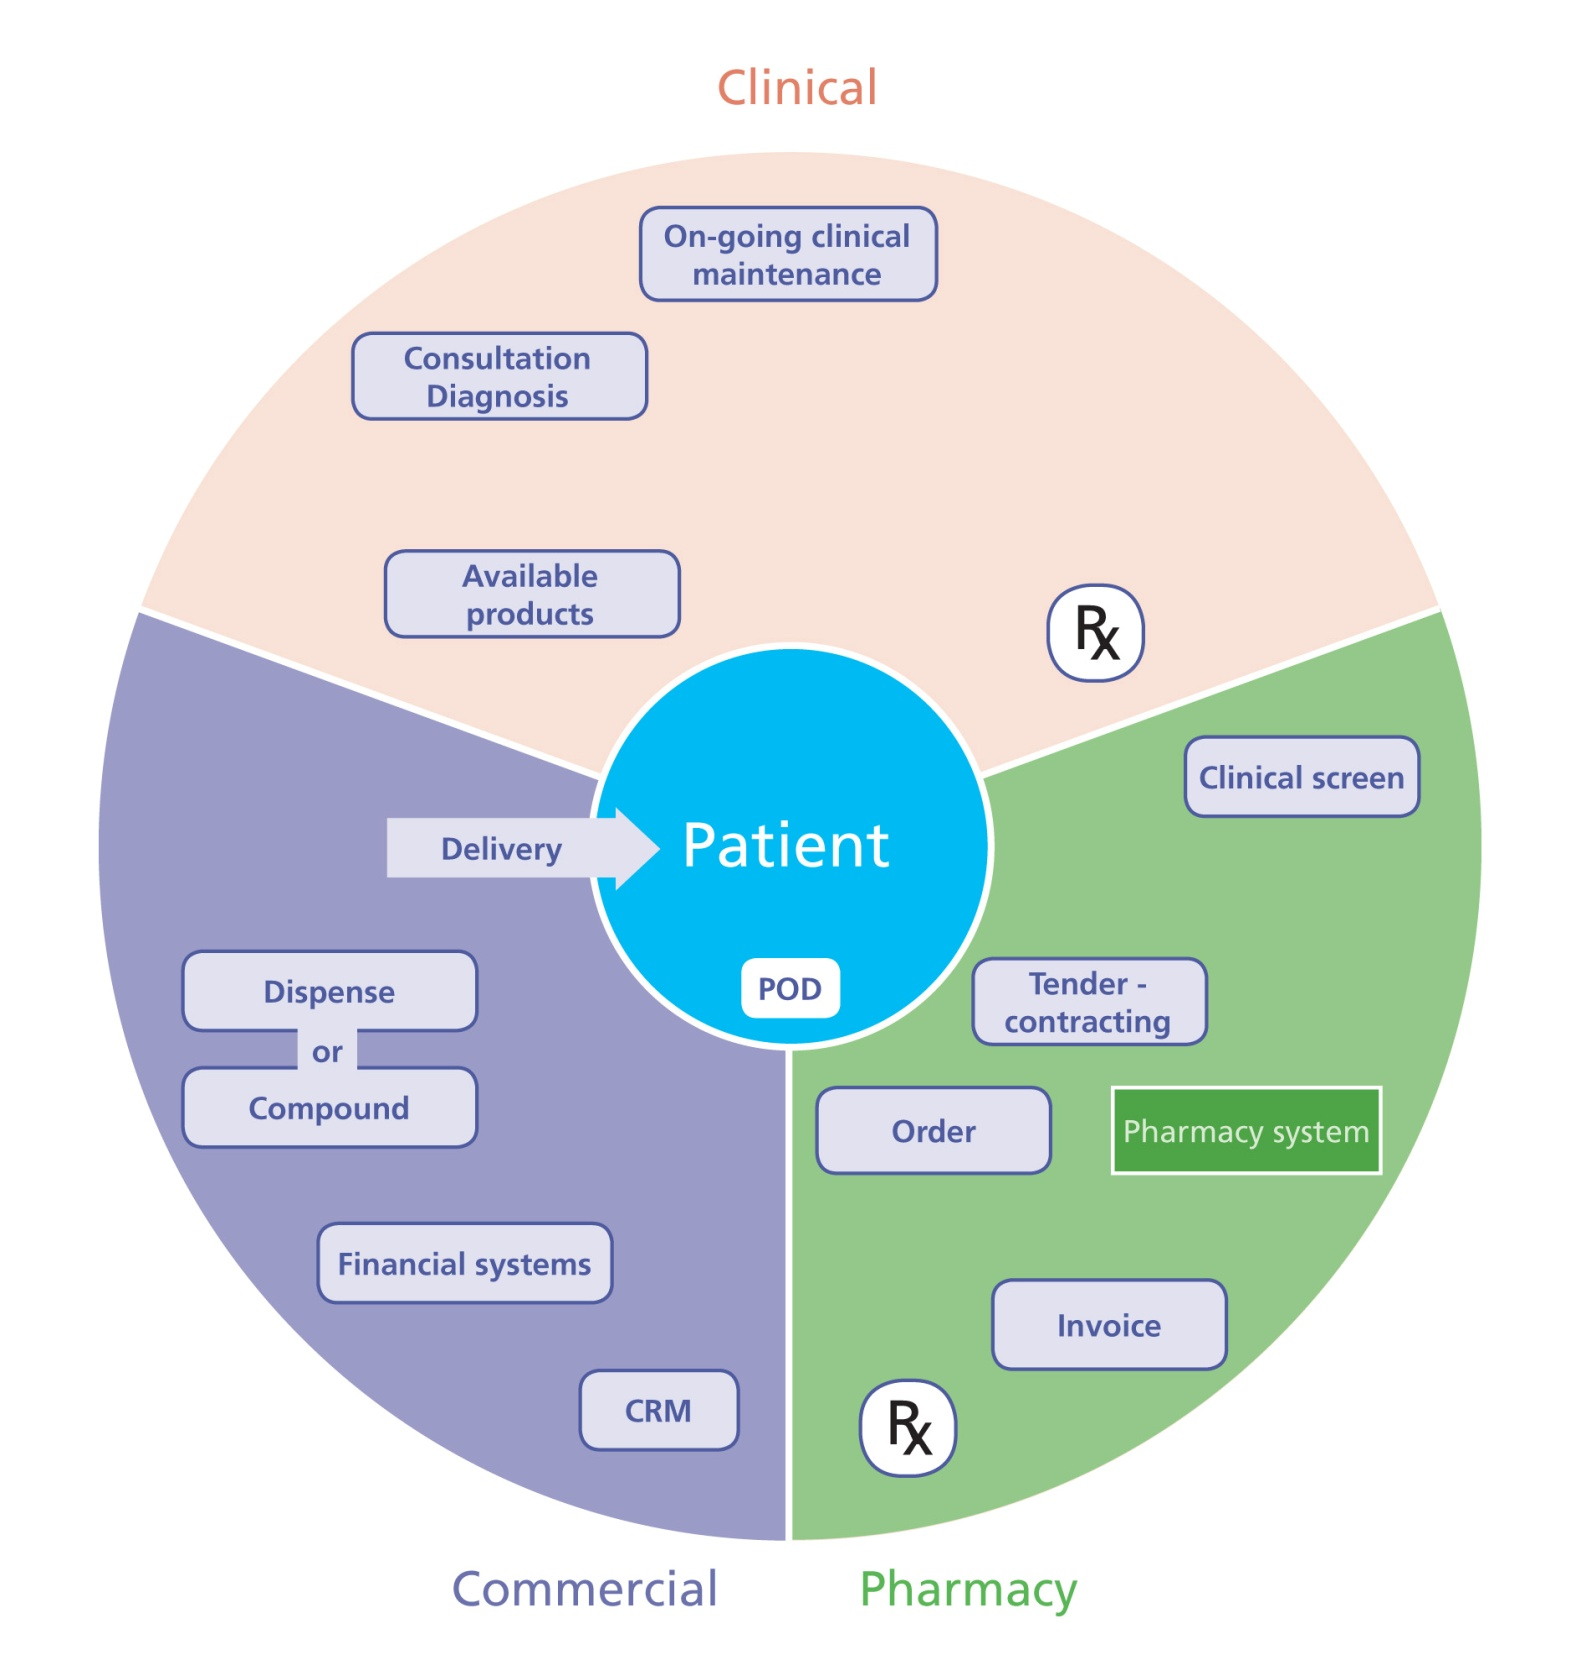 Clinical
On-going clinical
maintenance
Consultation
Diagnosis
Available
products
Rx
Clinical screen
Delivery
Patient
POD
Tender -
contracting
Dispense
or
Compound
Order
Pharmacy system
Financial systems
Invoice
CRM
Rx
Commercial
Pharmacy